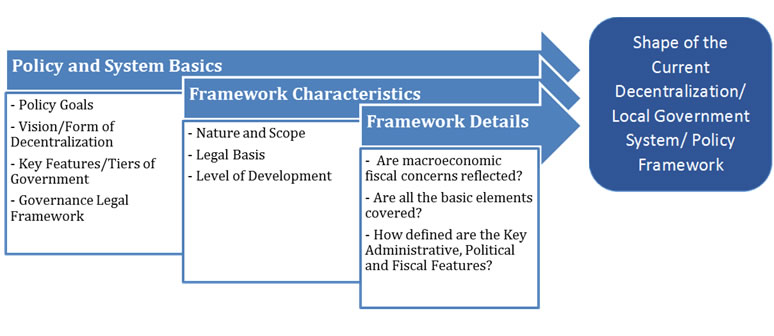 Policy and System Basics
- Policy Goals
- Vision/Form of
Decentralization
- Key Features/Tiers of
Government
- Governance Legal
Framework
Framework Characteristics
- Nature and Scope
- Legal Basis
- Level of Development
Framework Details
- Are macroeconomic
fiscal concerns reflected?
- Are all the basic elements
covered?
- How defined are the Key
Administrative, Political
and Fiscal Features?
Shape of the
Current
Decentralization/
Local Government
System/ Policy
Framework